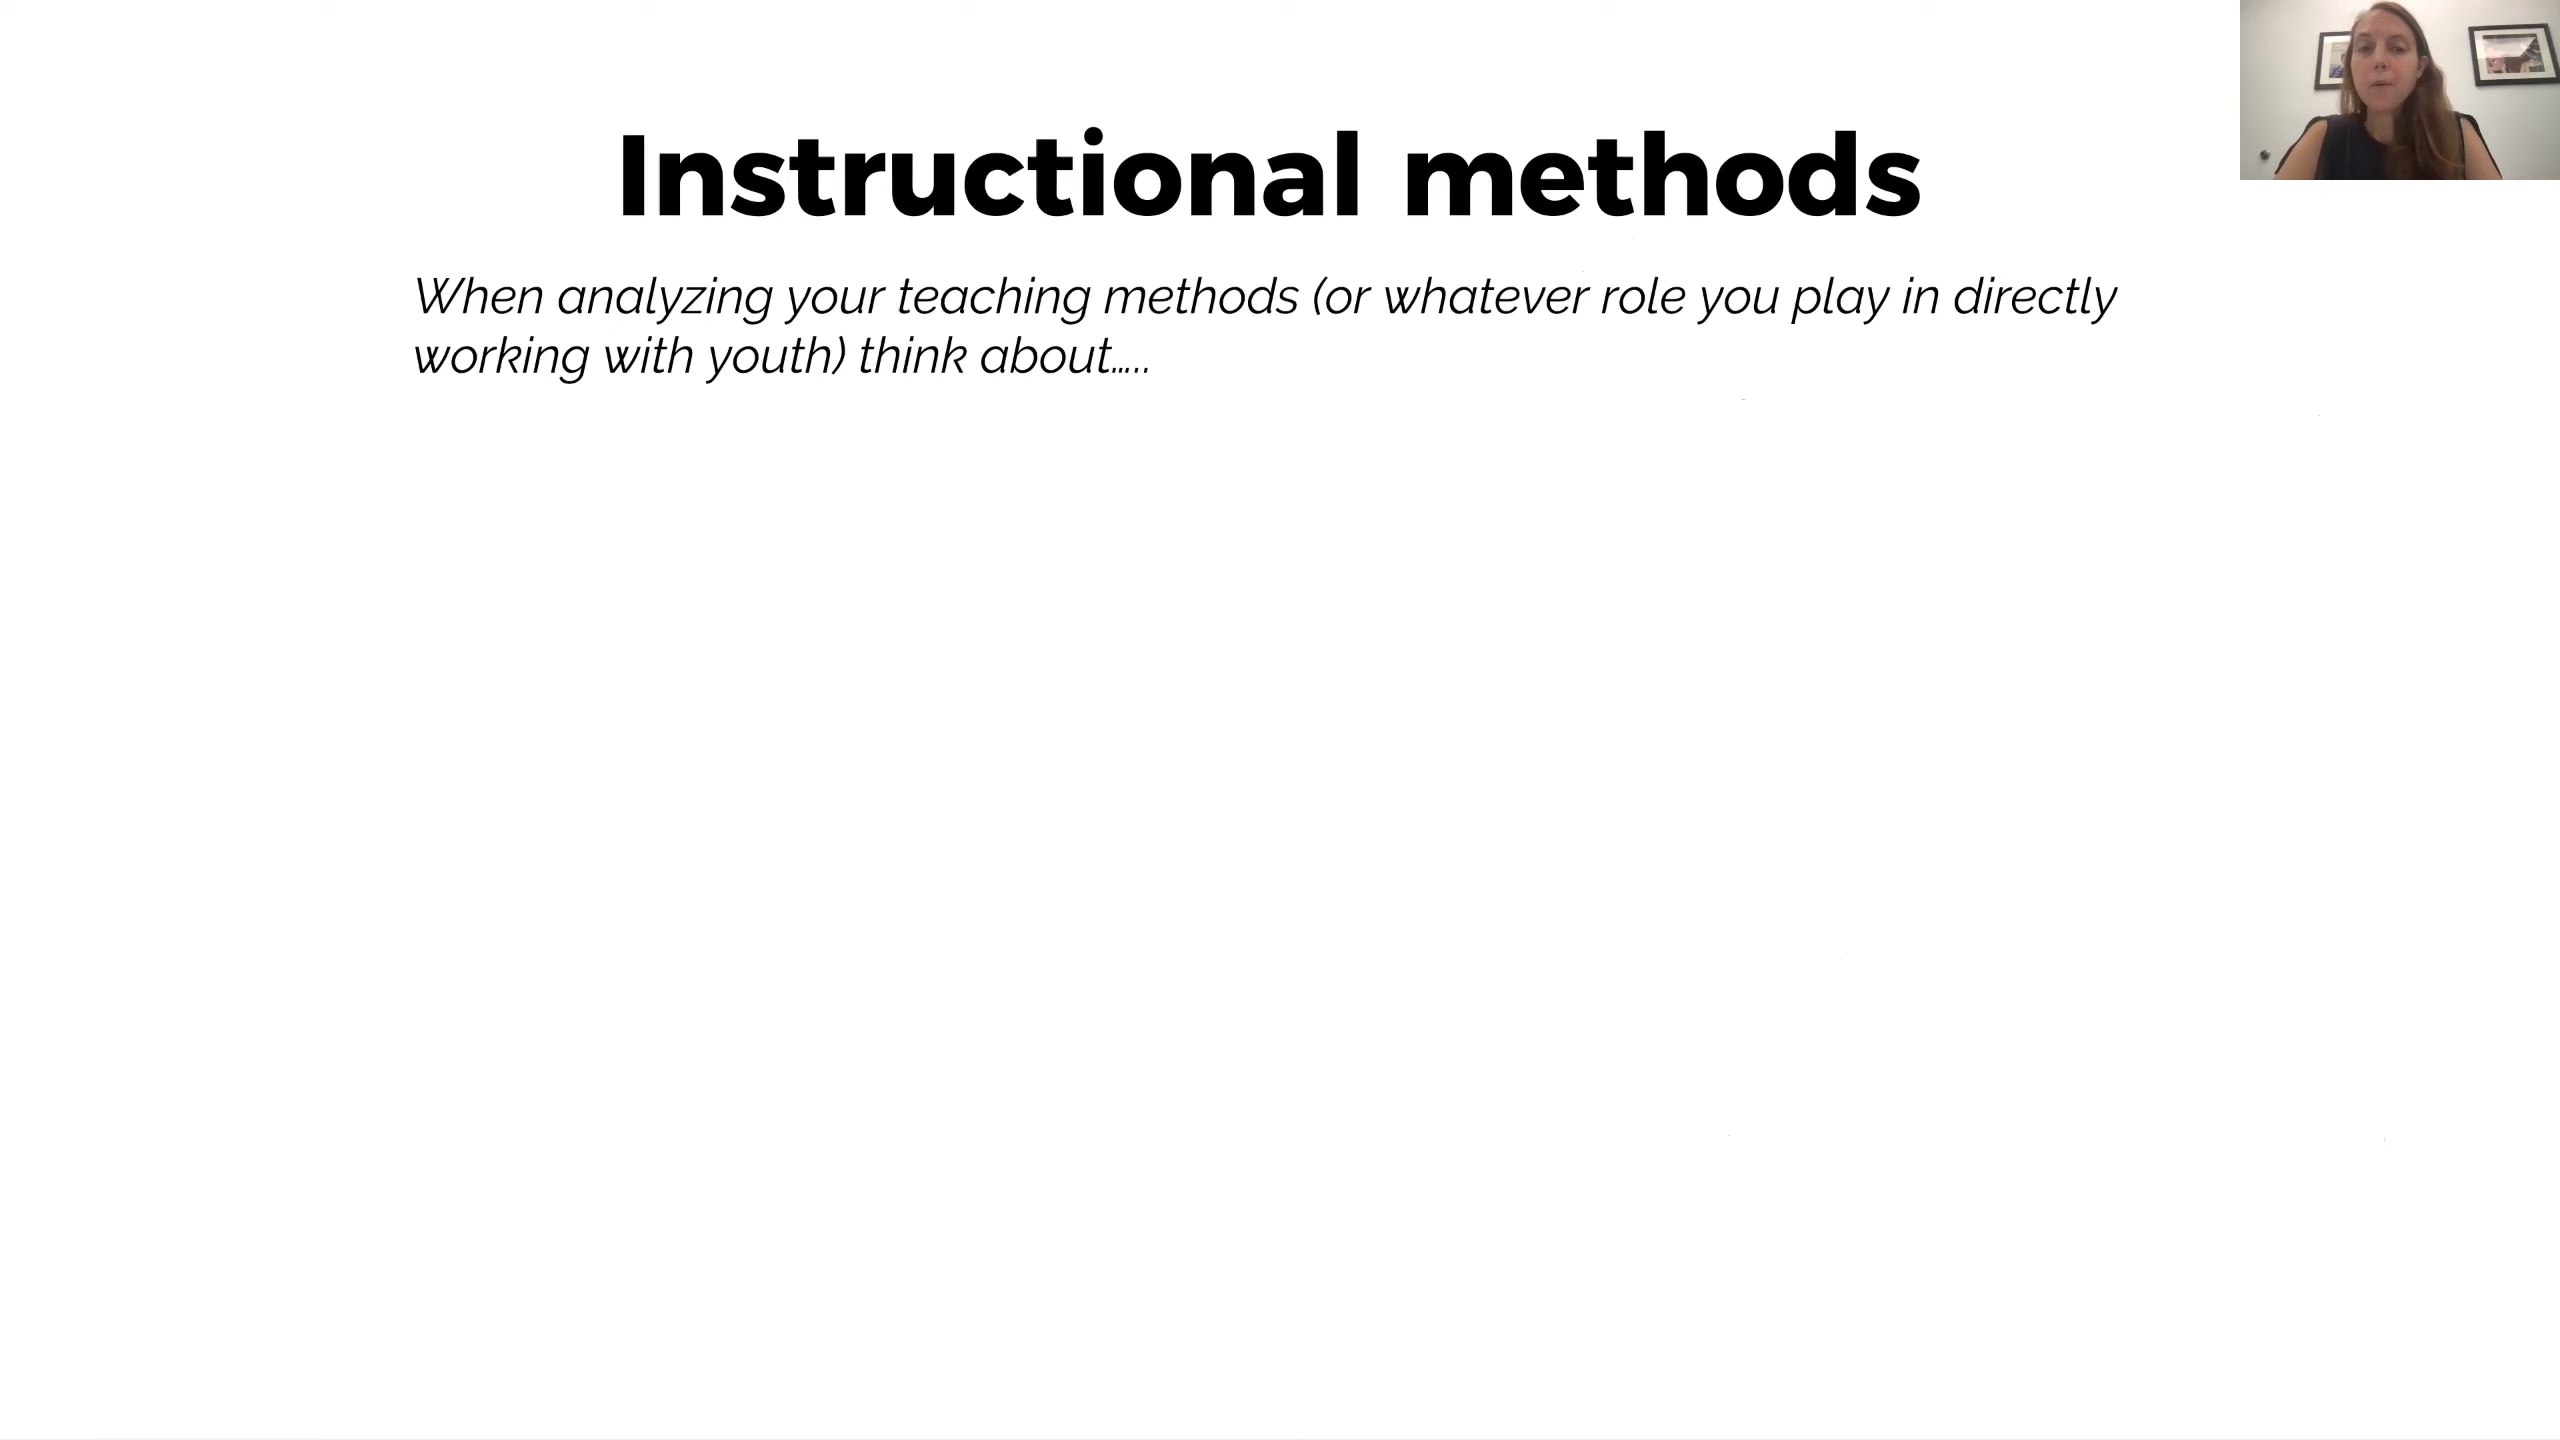 Instructional methods
When analyzing your teaching methods (or whatever role you play in directly
working with youth) think about…..